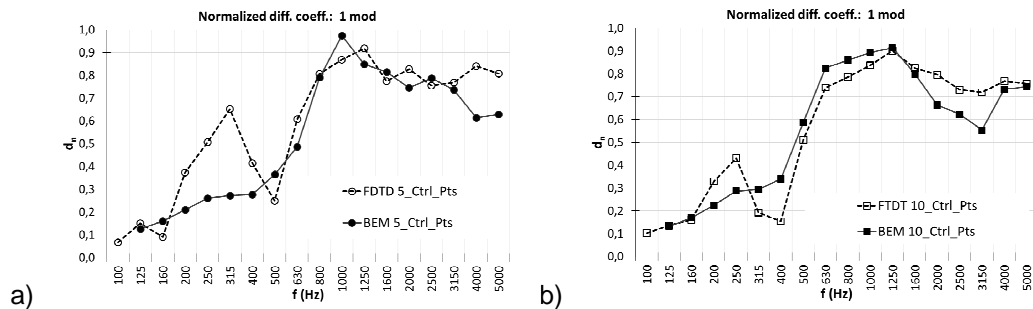 Normalized diff. coeff.: 1 mod
1,0
0,9
0,8
0,7
0,6
0,5
0,4
0,3
0,2
0,1
0,0
d_n
FDTD 5_Ctrl_Pts
BEM 5_Ctrl_Pts
100 125 160 200 250 315 400 500 630 800 1000 1250 1600 2000 2500 3150 4000 5000
f (Hz)
a)
Normalized diff. coeff.: 1 mod
1,0
0,9
0,8
0,7
0,6
0,5
0,4
0,3
0,2
0,1
0,0
d_n
FTDT 10_Ctrl_Pts
BEM 10_Ctrl_Pts
100 125 160 200 250 315 400 500 630 800 1000 1250 1600 2000 2500 3150 4000 5000
f (Hz)
b)